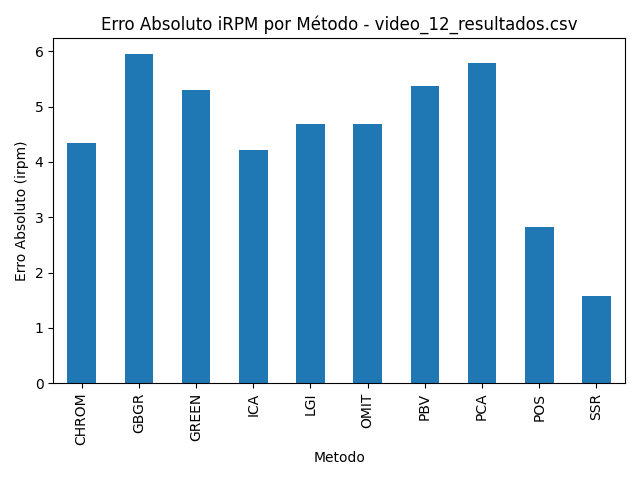 Erro Absoluto iRPM por Método - video_12_resultados.csv
Erro Absoluto (irpm)
6
5
4
3
2
1
0
CHROM
GBGR
GREEN
ICA
LGI
OMIT
PBV
PCA
POS
SSR
Metodo